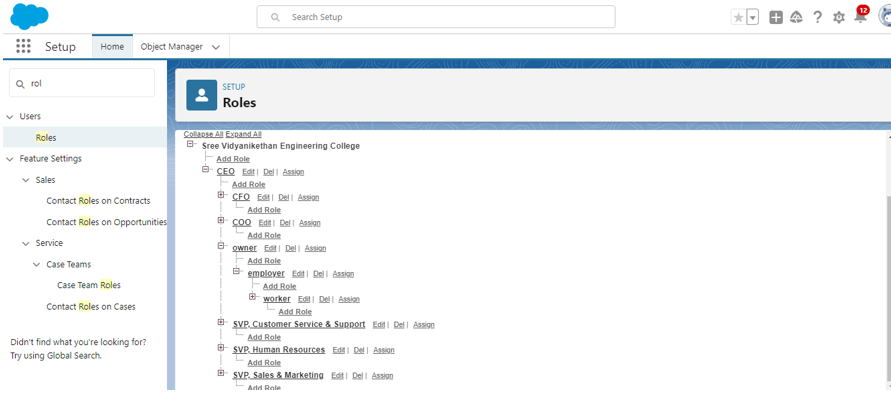 Search Setup
12
Setup Home Object Manager
rol
Users
Roles
Feature Settings
Sales
Contact Roles on Contracts
Contact Roles on Opportunities
Service
Case Teams
Case Team Roles
Contact Roles on Cases
Didn't find what you're looking for?
Try using Global Search.
SETUP
Roles
Collapse All Expand All
Sree Vidyanikethan Engineering College
Add Role
CEO Edit | Del | Assign
Add Role
CFO Edit | Del | Assign
Add Role
COO Edit | Del | Assign
Add Role
owner Edit | Del | Assign
Add Role
employer Edit | Del | Assign
Add Role
worker Edit | Del | Assign
Add Role
SVP, Customer Service & Support Edit | Del | Assign
Add Role
SVP, Human Resources Edit | Del | Assign
Add Role
SVP, Sales & Marketing Edit | Del | Assign
Add Role